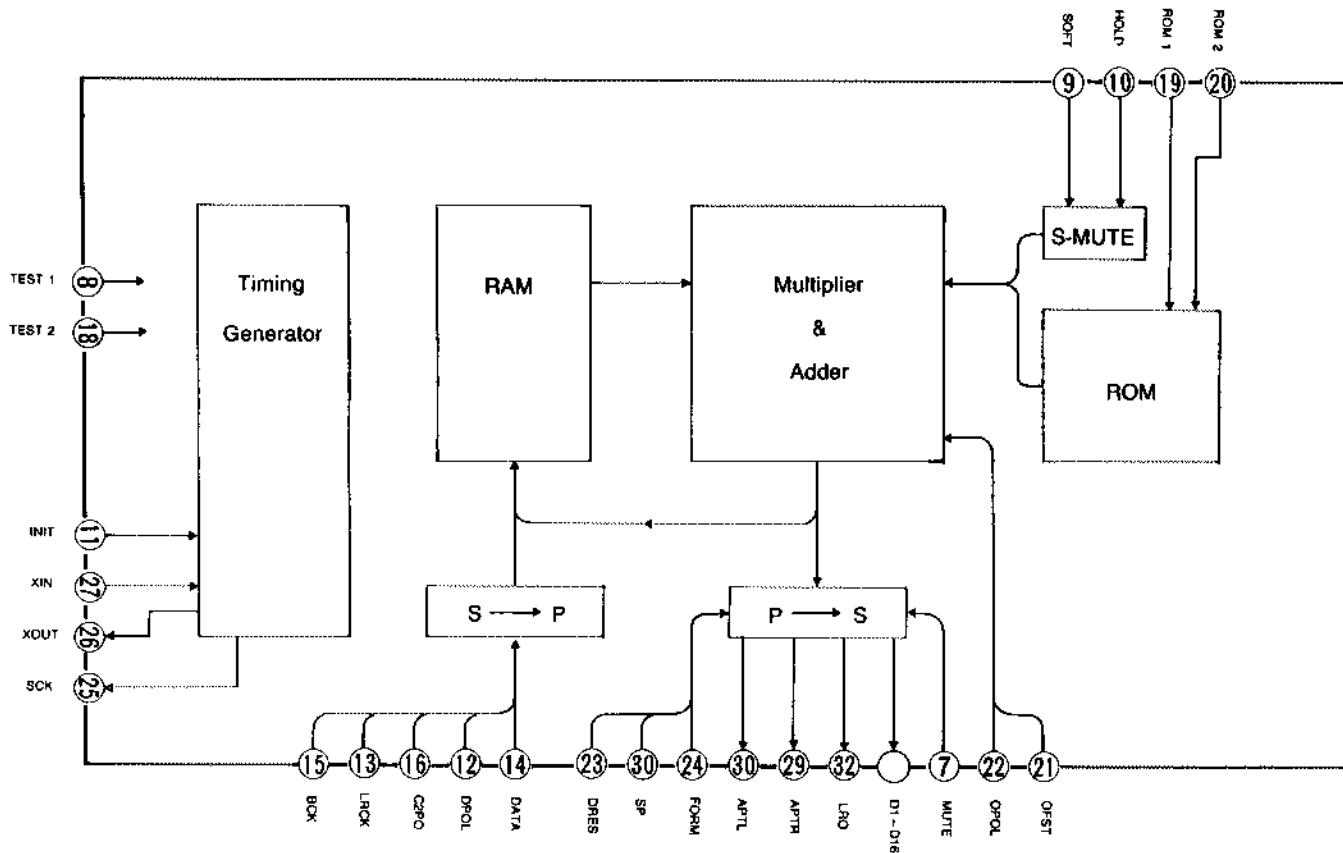 SOFT
HOLD
ROM 1
ROM 2
9
10
19
20
S-MUTE
TEST 1
8
TEST 2
18
Timing
Generator
RAM
Multiplier
&
Adder
ROM
INIT
11
XIN
27
XOUT
26
SCK
25
S P
P S
15
13
16
12
14
23
30
24
30
29
32
7
22
21
BCK
LRCK
C2PO
DPOL
DATA
DRES
SP
FORM
APTL
APTR
LRO
D1 ~ D16
MUTE
OPOL
OFST